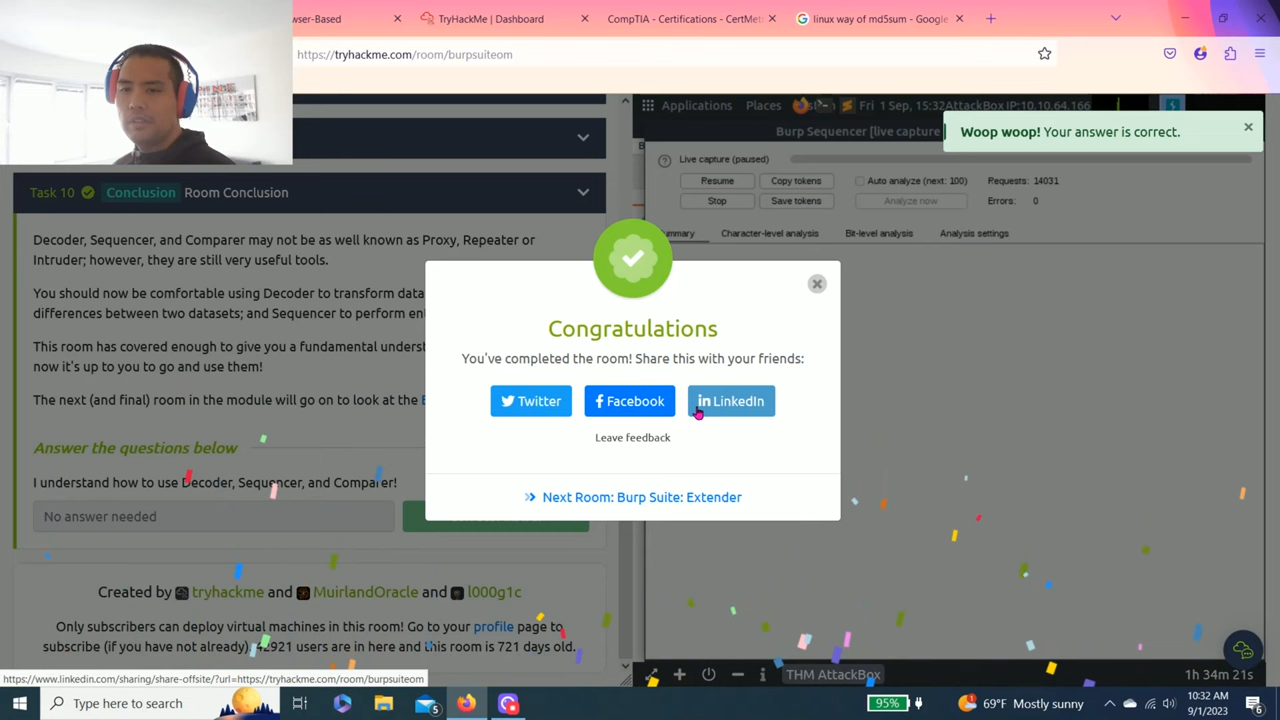 wser-Based
TryHackMe | Dashboard
CompTIA - Certifications - CertMet
linux way of md5sum - Google
https://tryhackme.com/room/burpsuiteom
Applications
Places
Fri 1 Sep, 15:32
AttackBox IP:10.10.64.166
Burp Sequencer [live capture
Woop woop! Your answer is correct.
Live capture (paused)
Resume
Copy tokens
Auto analyze (next: 100)
Requests: 14031
Stop
Save tokens
Analyze now
Errors: 0
Character-level analysis
Bit-level analysis
Analysis settings
Task 10
Conclusion
Room Conclusion
Decoder, Sequencer, and Comparer may not be as well known as Proxy, Repeater or
Intruder; however, they are still very useful tools.
You should now be comfortable using Decoder to transform data
differences between two datasets; and Sequencer to perform en
This room has covered enough to give you a fundamental underst
now it's up to you to go and use them!
The next (and final) room in the module will go on to look at the
Answer the questions below
I understand how to use Decoder, Sequencer, and Comparer!
No answer needed
Congratulations
You've completed the room! Share this with your friends:
Twitter
Facebook
LinkedIn
Leave feedback
Next Room: Burp Suite: Extender
Created by tryhackme and MuirlandOracle and l000g1c
Only subscribers can deploy virtual machines in this room! Go to your profile page to
subscribe (if you have not already). 2921 users are in here and this room is 721 days old.
https://www.linkedin.com/sharing/share-offsite/?url=https://tryhackme.com/room/burpsuiteom
THM AttackBox
1h 34m 21s
Type here to search
5
95%
69°F Mostly sunny
10:32 AM
9/1/2023
6